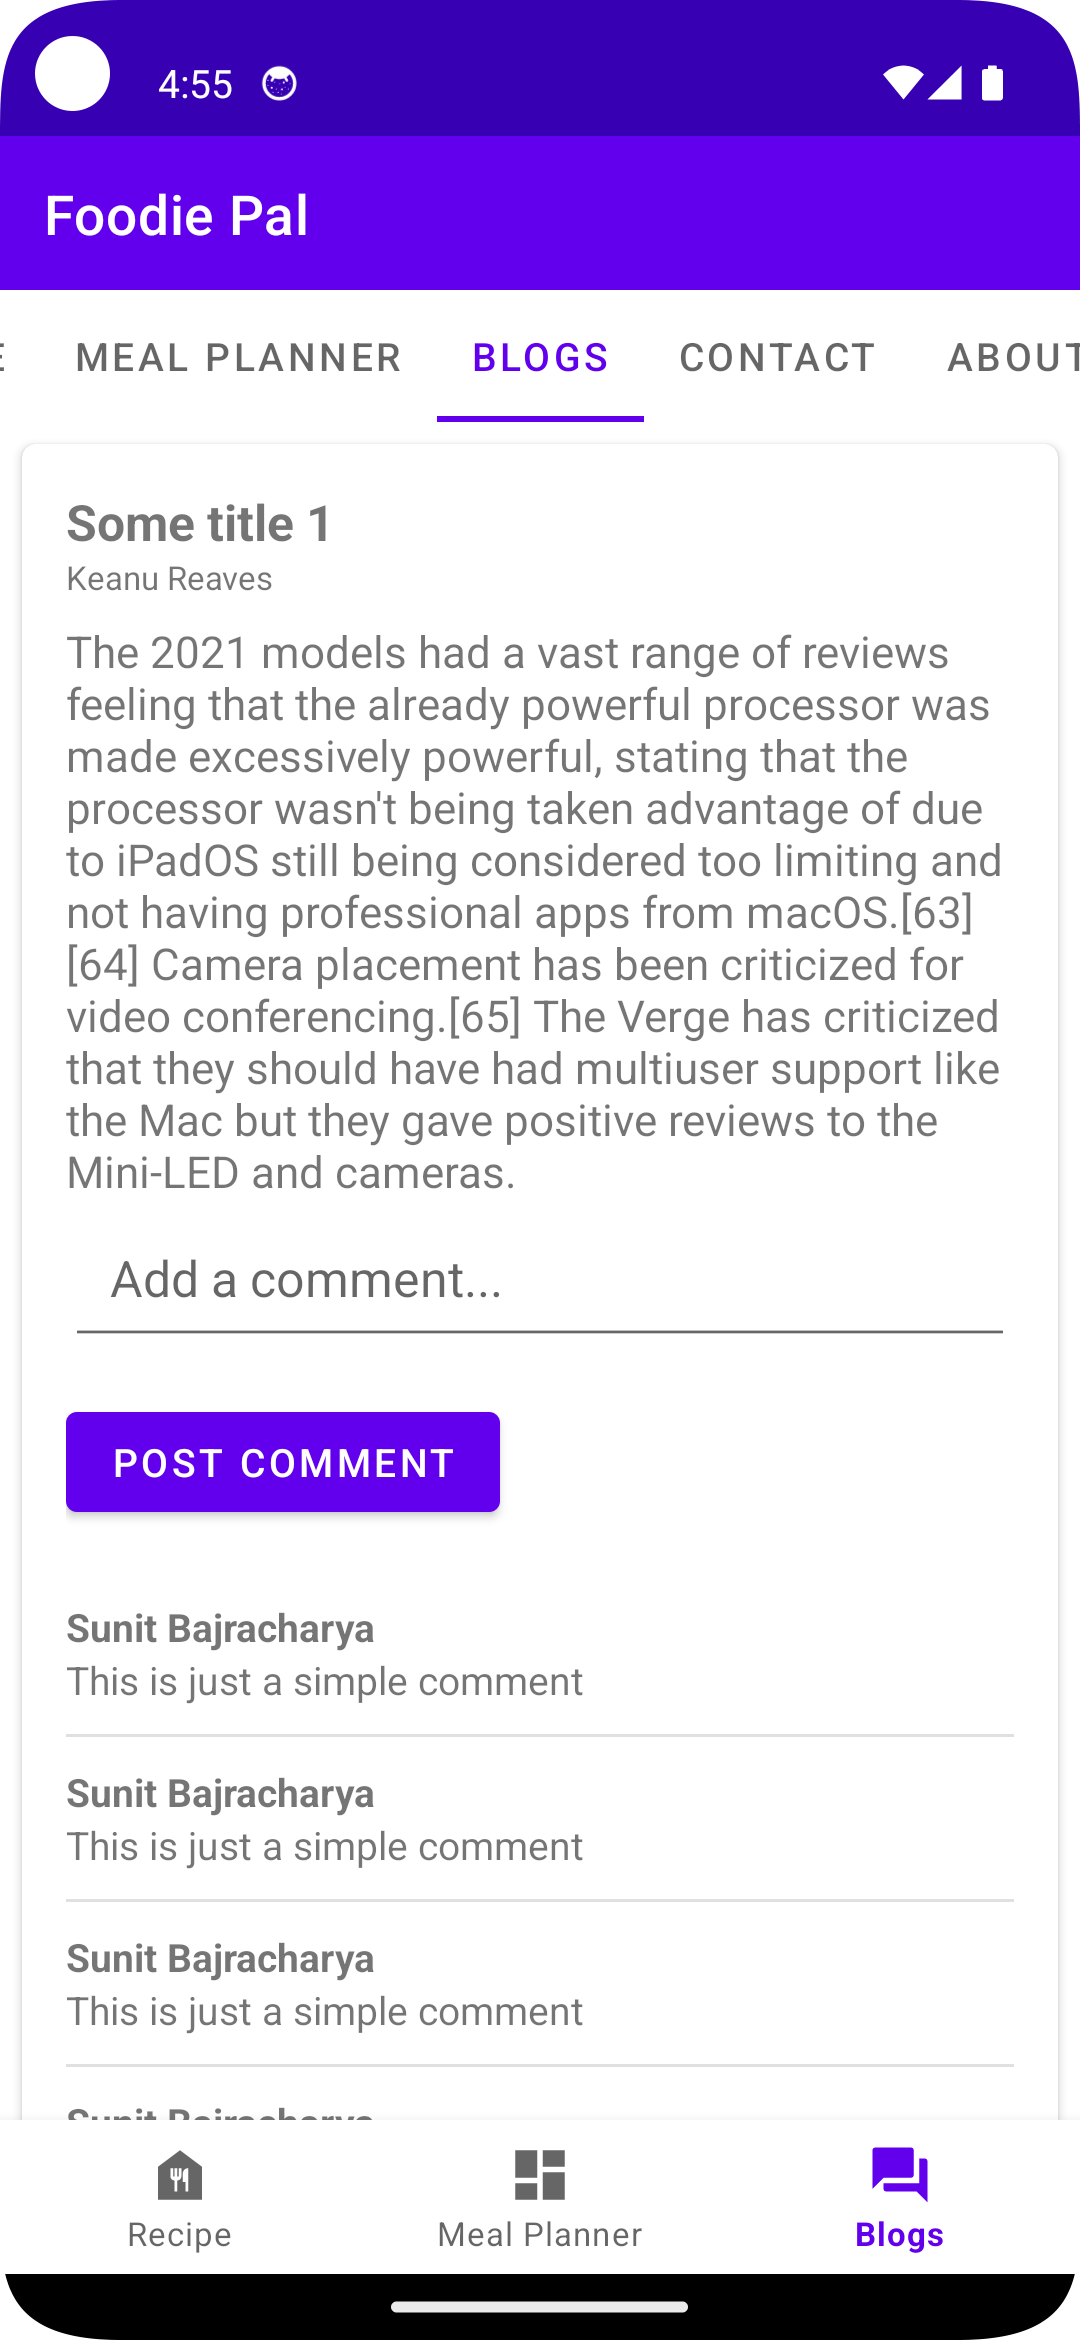 4:55
Foodie Pal
MEAL PLANNER BLOGS CONTACT ABOUT
Some title 1
Keanu Reaves
The 2021 models had a vast range of reviews
feeling that the already powerful processor was
made excessively powerful, stating that the
processor wasn't being taken advantage of due
to iPadOS still being considered too limiting and
not having professional apps from macOS.[63]
[64] Camera placement has been criticized for
video conferencing.[65] The Verge has criticized
that they should have had multiuser support like
the Mac but they gave positive reviews to the
Mini-LED and cameras.
Add a comment...
POST COMMENT
Sunit Bajracharya
This is just a simple comment
Sunit Bajracharya
This is just a simple comment
Sunit Bajracharya
This is just a simple comment
Sunit Bajracharya
Recipe Meal Planner Blogs